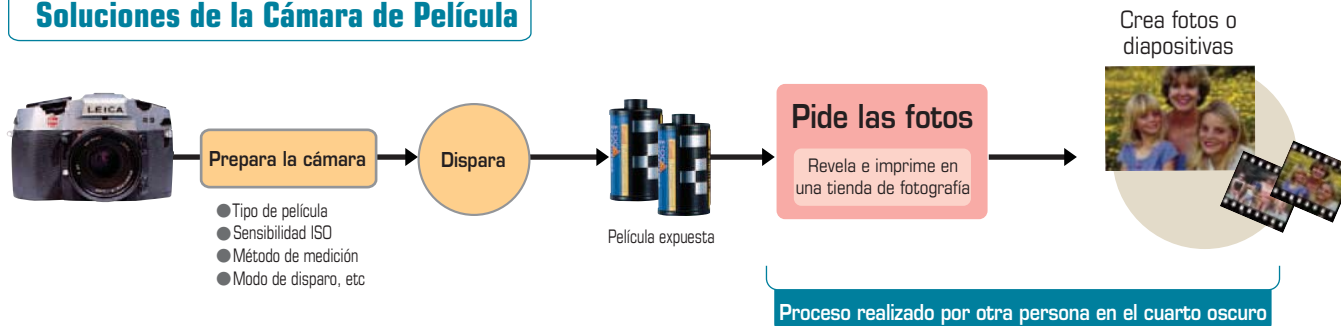 Soluciones de la Cámara de Película
Crea fotos o
diapositivas
LEICA
Prepara la cámara
Dispara
Pide las fotos
Revela e imprime en
una tienda de fotografía
●Tipo de película
●Sensibilidad ISO
●Método de medición
●Modo de disparo, etc
Película expuesta
Proceso realizado por otra persona en el cuarto oscuro